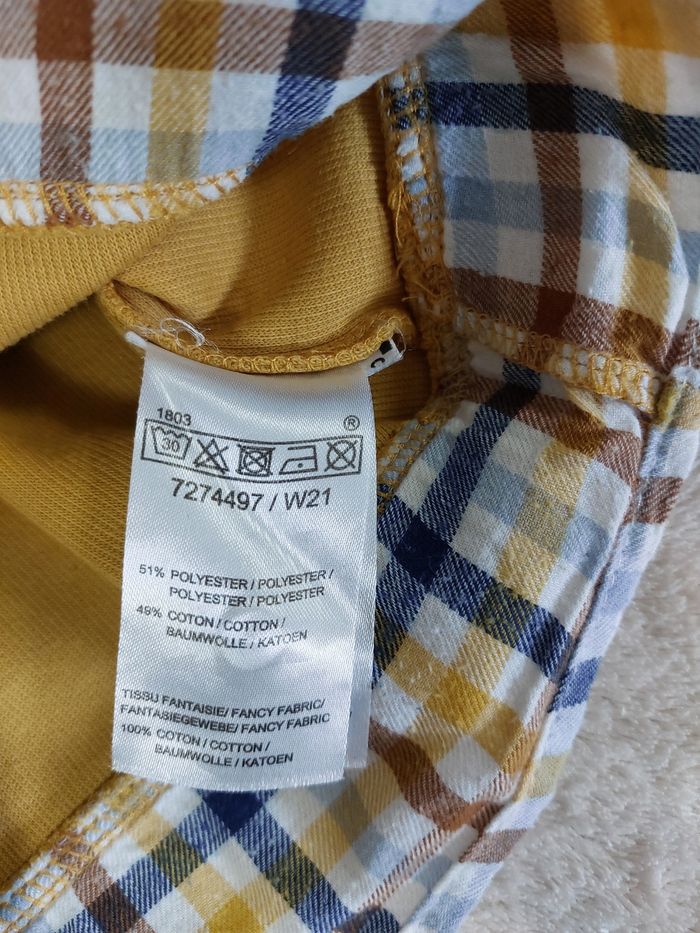 1803
®
30
7274497 / W21
51% POLYESTER / POLYESTER /
POLYESTER / POLYESTER
49% COTON / COTTON /
BAUMWOLLE / KATOEN
TISSU FANTAISIE/ FANCY FABRIC/
FANTASIEGEWEBE/ FANCY FABRIC
100% COTON / COTTON /
BAUMWOLLE / KATOEN